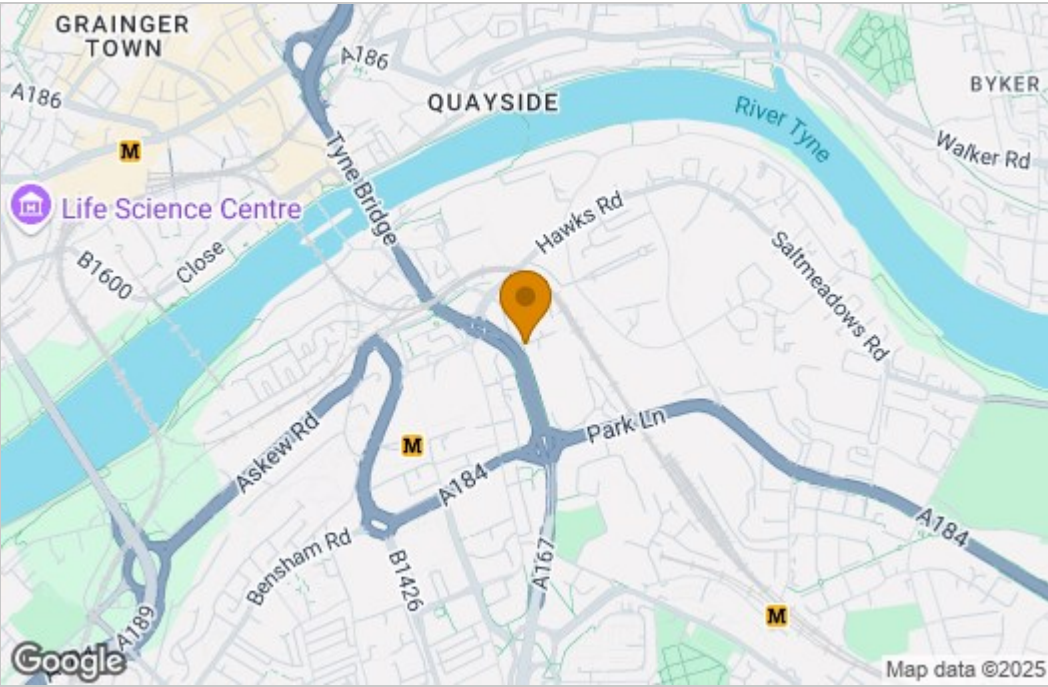 GRAINGER
TOWN
A186
A186
QUAYSIDE
BYKER
River Tyne
Walker Rd
M
Tyne Bridge
Life Science Centre
Hawks Rd
Close
B1600
Saltmeadows Rd
Park Ln
Askew Rd
M
A184
A184
Bensham Rd
B1426
A167
A189
M
Google
Map data ©2025